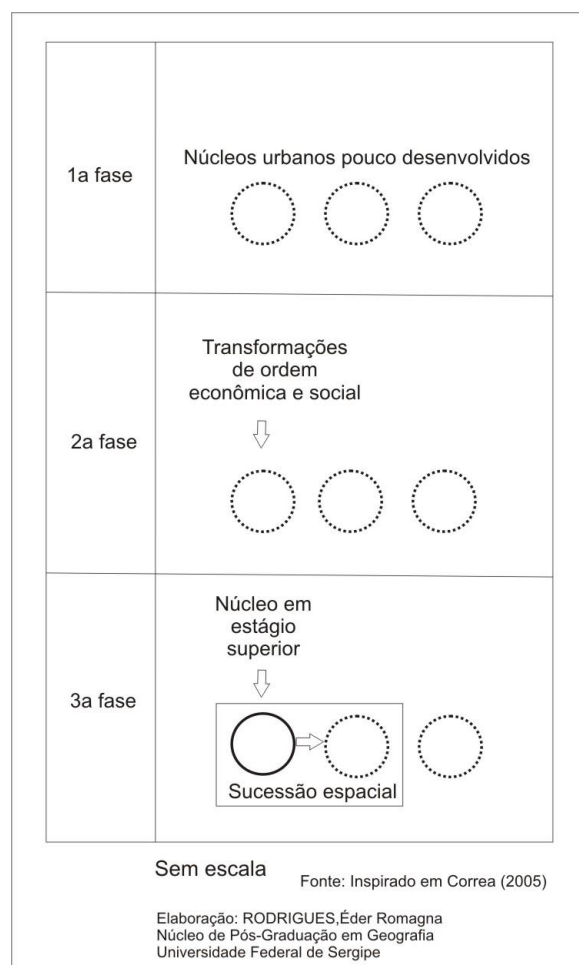 1a fase
Núcleos urbanos pouco desenvolvidos
2a fase
Transformações
de ordem
econômica e social
3a fase
Núcleo em
estágio
superior
Sucessão espacial
Sem escala
Fonte: Inspirado em Correa (2005)
Elaboração: RODRIGUES,Éder Romagna
Núcleo de Pós-Graduação em Geografia
Universidade Federal de Sergipe